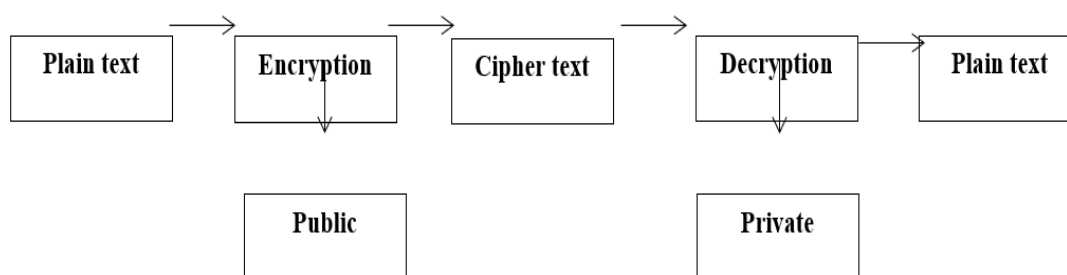 Plain text
Encryption
Cipher text
Decryption
Plain text
Public
Private